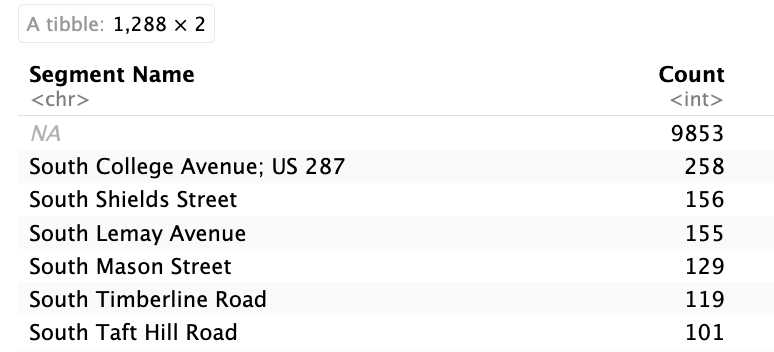 A tibble: 1,288 × 2
Segment Name Count
<chr> <int>
NA 9853
South College Avenue; US 287 258
South Shields Street 156
South Lemay Avenue 155
South Mason Street 129
South Timberline Road 119
South Taft Hill Road 101